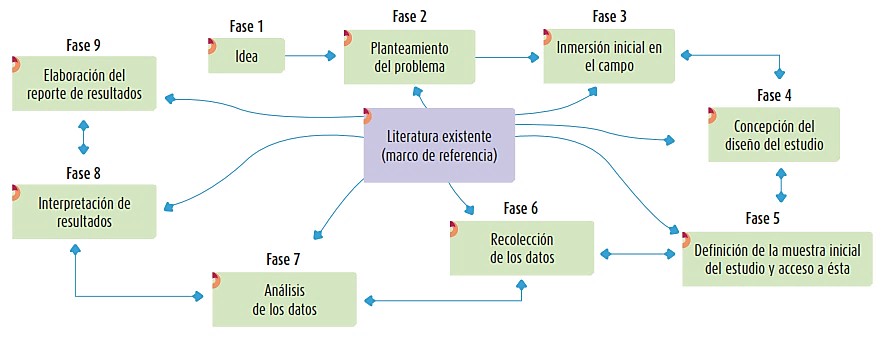 Fase 1
Idea
Fase 2
Planteamiento
del problema
Fase 3
Inmersión inicial en
el campo
Fase 4
Concepción del
diseño del estudio
Fase 5
Definición de la muestra inicial
del estudio y acceso a ésta
Fase 6
Recolección
de los datos
Fase 7
Análisis
de los datos
Fase 8
Interpretación de
resultados
Fase 9
Elaboración del
reporte de resultados
Literatura existente
(marco de referencia)